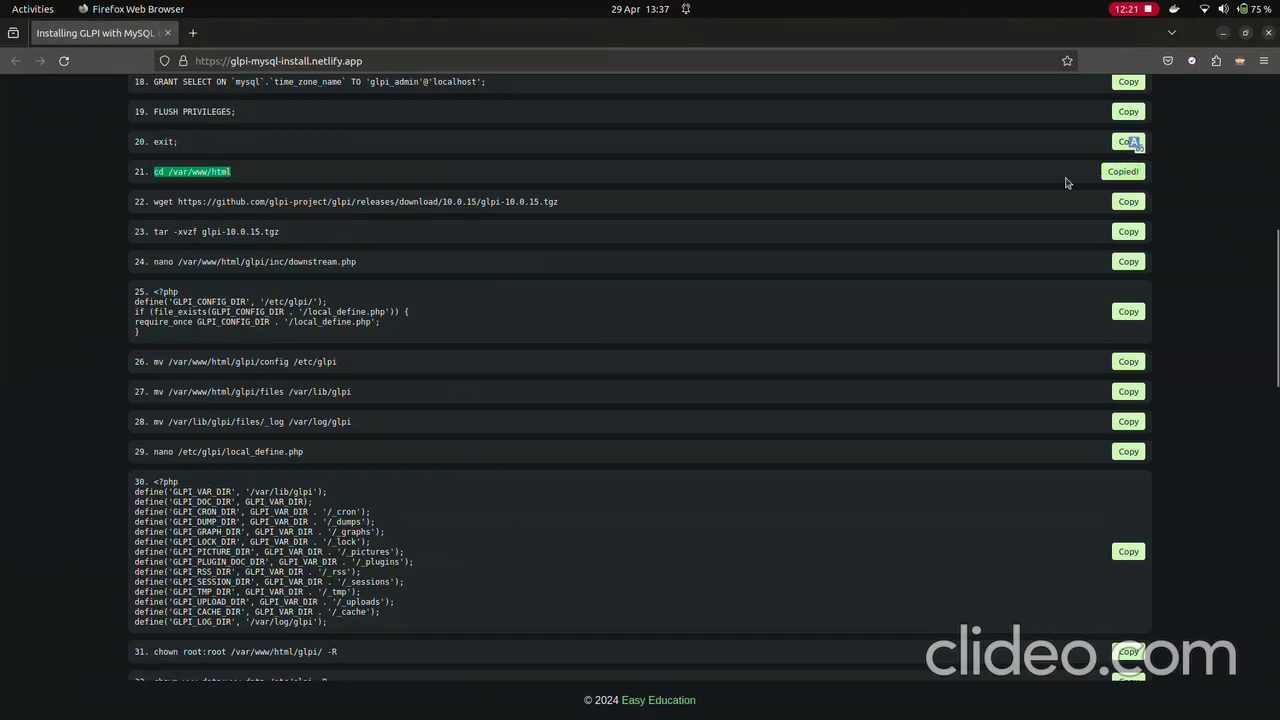 Activities
Firefox Web Browser
29 Apr 13:37
12:21
75 %
Installing GLPI with MySQL
https://glpi-mysql-install.netlify.app
18. GRANT SELECT ON `mysql`.`time_zone_name` TO 'glpi_admin'@'localhost';
Copy
19. FLUSH PRIVILEGES;
Copy
20. exit;
21. cd /var/www/html
Copied!
22. wget https://github.com/glpi-project/glpi/releases/download/10.0.15/glpi-10.0.15.tgz
Copy
23. tar -xvzf glpi-10.0.15.tgz
Copy
24. nano /var/www/html/glpi/inc/downstream.php
Copy
25. <?php
define('GLPI_CONFIG_DIR', '/etc/glpi/');
if (file_exists(GLPI_CONFIG_DIR . '/local_define.php')) {
require_once GLPI_CONFIG_DIR . '/local_define.php';
}
Copy
26. mv /var/www/html/glpi/config /etc/glpi
Copy
27. mv /var/www/html/glpi/files /var/lib/glpi
Copy
28. mv /var/lib/glpi/files/_log /var/log/glpi
Copy
29. nano /etc/glpi/local_define.php
Copy
30. <?php
define('GLPI_VAR_DIR', '/var/lib/glpi');
define('GLPI_DOC_DIR', GLPI_VAR_DIR);
define('GLPI_CRON_DIR', GLPI_VAR_DIR . '/_cron');
define('GLPI_DUMP_DIR', GLPI_VAR_DIR . '/_dumps');
define('GLPI_GRAPH_DIR', GLPI_VAR_DIR . '/_graphs');
define('GLPI_LOCK_DIR', GLPI_VAR_DIR . '/_lock');
define('GLPI_PICTURE_DIR', GLPI_VAR_DIR . '/_pictures');
define('GLPI_PLUGIN_DOC_DIR', GLPI_VAR_DIR . '/_plugins');
define('GLPI_RSS_DIR', GLPI_VAR_DIR . '/_rss');
define('GLPI_SESSION_DIR', GLPI_VAR_DIR . '/_sessions');
define('GLPI_TMP_DIR', GLPI_VAR_DIR . '/_tmp');
define('GLPI_UPLOAD_DIR', GLPI_VAR_DIR . '/_uploads');
define('GLPI_CACHE_DIR', GLPI_VAR_DIR . '/_cache');
define('GLPI_LOG_DIR', '/var/log/glpi');
Copy
31. chown root:root /var/www/html/glpi/ -R
Copy
clideo.com
© 2024 Easy Education